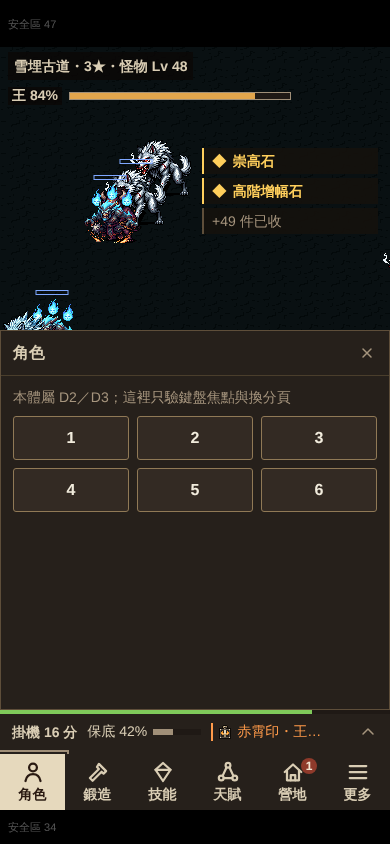 安全區 47
雪埋古道・3★・怪物 Lv 48
王 84%
◆ 崇高石
◆ 高階增幅石
+49 件已收
角色 ×
本體屬 D2／D3；這裡只驗鍵盤焦點與換分頁
1 2 3
4 5 6
掛機 16 分 保底 42% 赤霄印・王…
角色 鍛造 技能 天賦 營地 1 更多
安全區 34